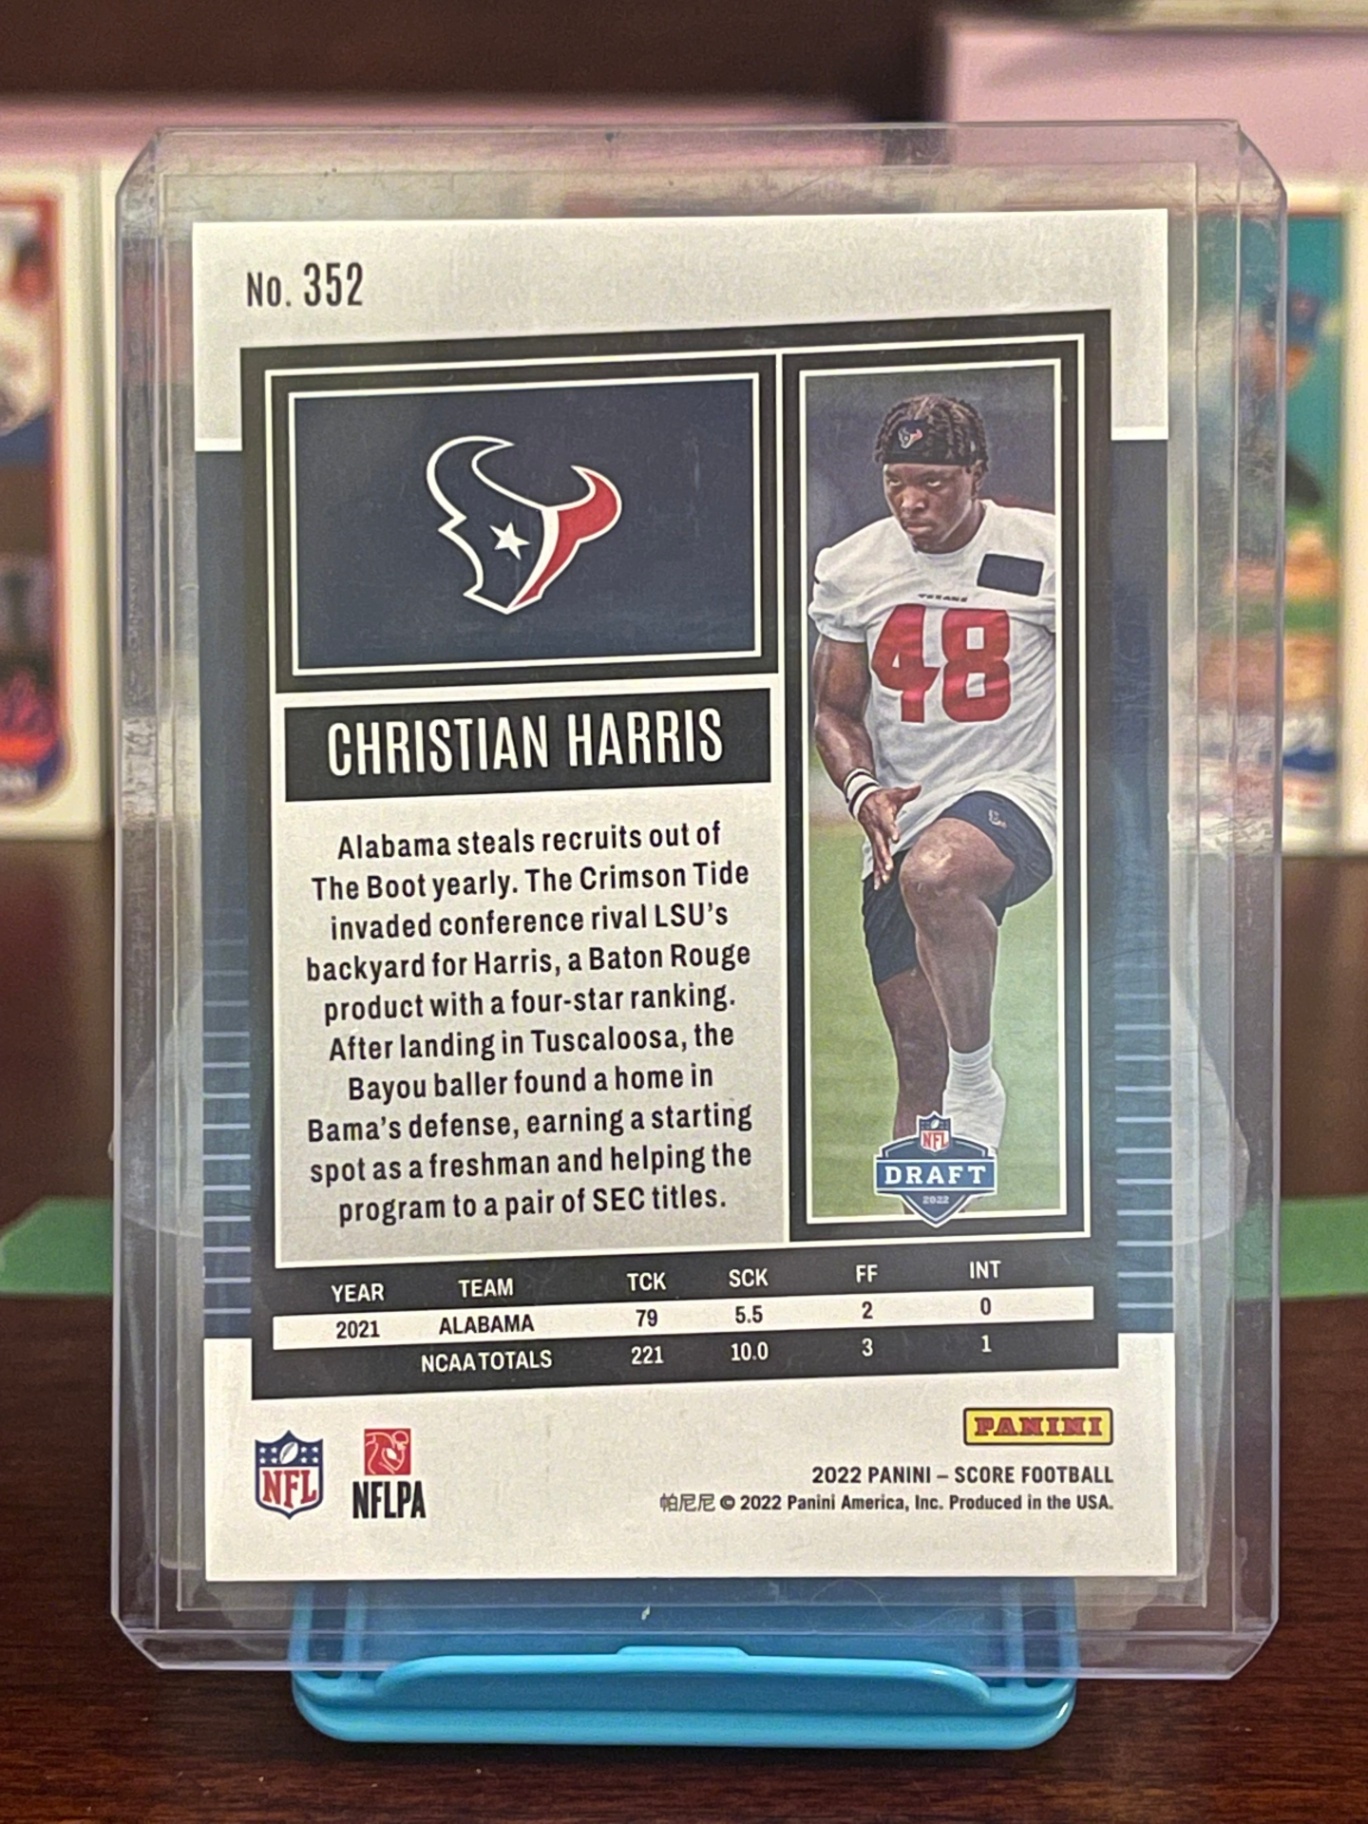 No. 352
CHRISTIAN HARRIS
Alabama steals recruits out of
The Boot yearly. The Crimson Tide
invaded conference rival LSU's
backyard for Harris, a Baton Rouge
product with a four-star ranking.
After landing in Tuscaloosa, the
Bayou baller found a home in
Bama's defense, earning a starting
spot as a freshman and helping the
program to a pair of SEC titles.
TEXANS
48
NFL
DRAFT
2022
YEAR TEAM TCK SCK FF INT
2021 ALABAMA 79 5.5 2 0
NCAA TOTALS 221 10.0 3 1
NFL
NFLPA
PANINI
2022 PANINI – SCORE FOOTBALL
帕尼尼 © 2022 Panini America, Inc. Produced in the USA.